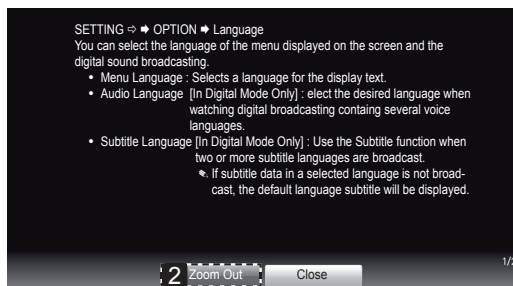 SETTING ⇨ ➡ OPTION ➡ Language
You can select the language of the menu displayed on the screen and the
digital sound broadcasting.
• Menu Language : Selects a language for the display text.
• Audio Language [In Digital Mode Only] : elect the desired language when
watching digital broadcasting containg several voice
languages.
• Subtitle Language [In Digital Mode Only] : Use the Subtitle function when
two or more subtitle languages are broadcast.
✎ If subtitle data in a selected language is not broad-
cast, the default language subtitle will be displayed.
1/2
2 Zoom Out Close